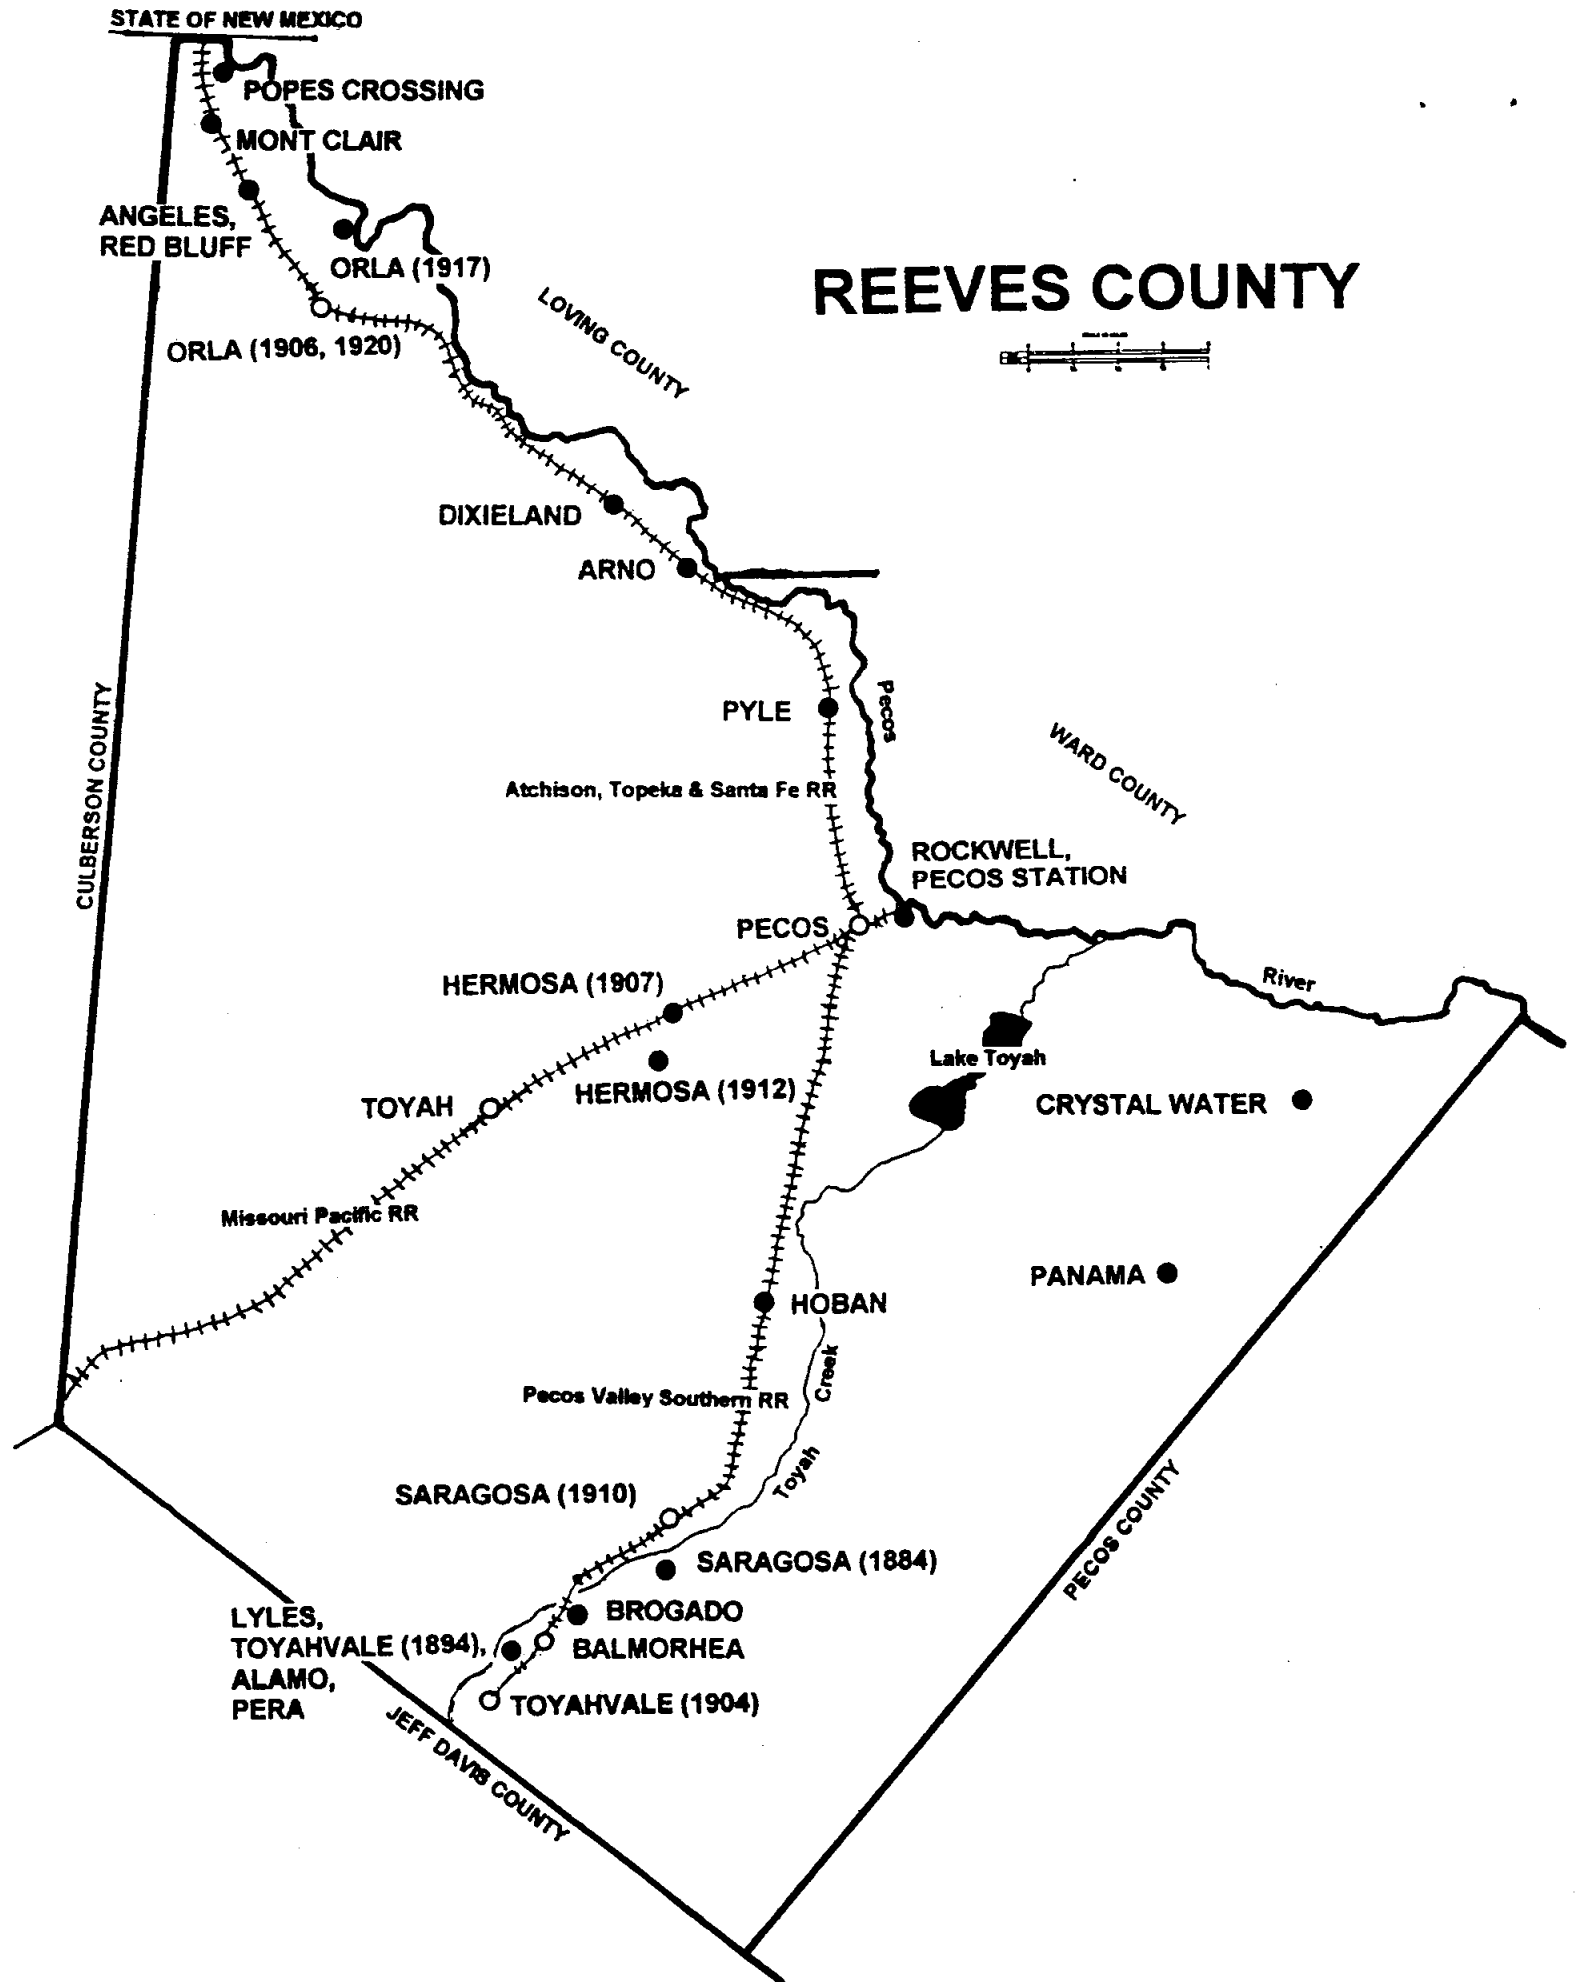 STATE OF NEW MEXICO
POPES CROSSING
MONT CLAIR
ANGELES,
RED BLUFF
ORLA (1917)
REEVES COUNTY
LOVING COUNTY
ORLA (1906, 1920)
DIXIELAND
ARNO
PYLE
Pecos
WARD COUNTY
Atchison, Topeka & Santa Fe RR
CULBERSON COUNTY
ROCKWELL,
PECOS STATION
PECOS
HERMOSA (1907)
River
Lake Toyah
HERMOSA (1912)
TOYAH
CRYSTAL WATER
Missouri Pacific RR
PANAMA
HOBAN
Creek
Pecos Valley Southern RR
Toyah
SARAGOSA (1910)
PECOS COUNTY
SARAGOSA (1884)
BROGADO
LYLES,
TOYAHVALE (1894),
ALAMO,
PERA
BALMORHEA
TOYAHVALE (1904)
JEFF DAVIS COUNTY